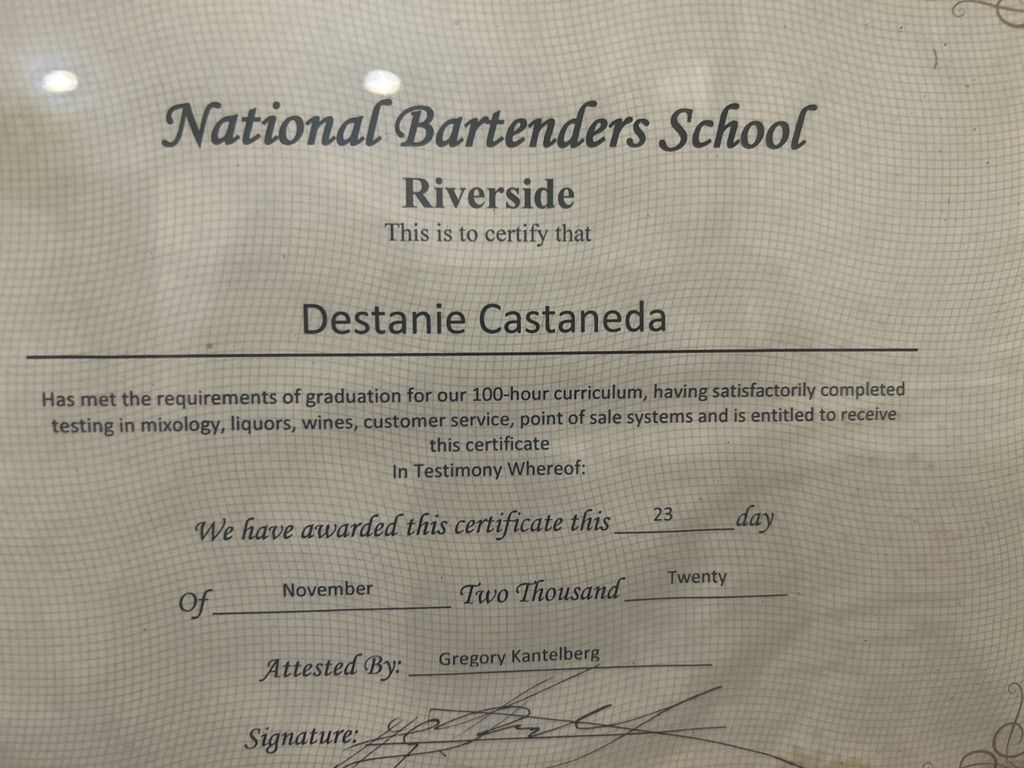 National Bartenders School
Riverside
This is to certify that
Destanie Castaneda
Has met the requirements of graduation for our 100-hour curriculum, having satisfactorily completed
testing in mixology, liquors, wines, customer service, point of sale systems and is entitled to receive
this certificate
In Testimony Whereof:
We have awarded this certificate this 23 day
Of November Two Thousand Twenty
Attested By: Gregory Kantelberg
Signature: